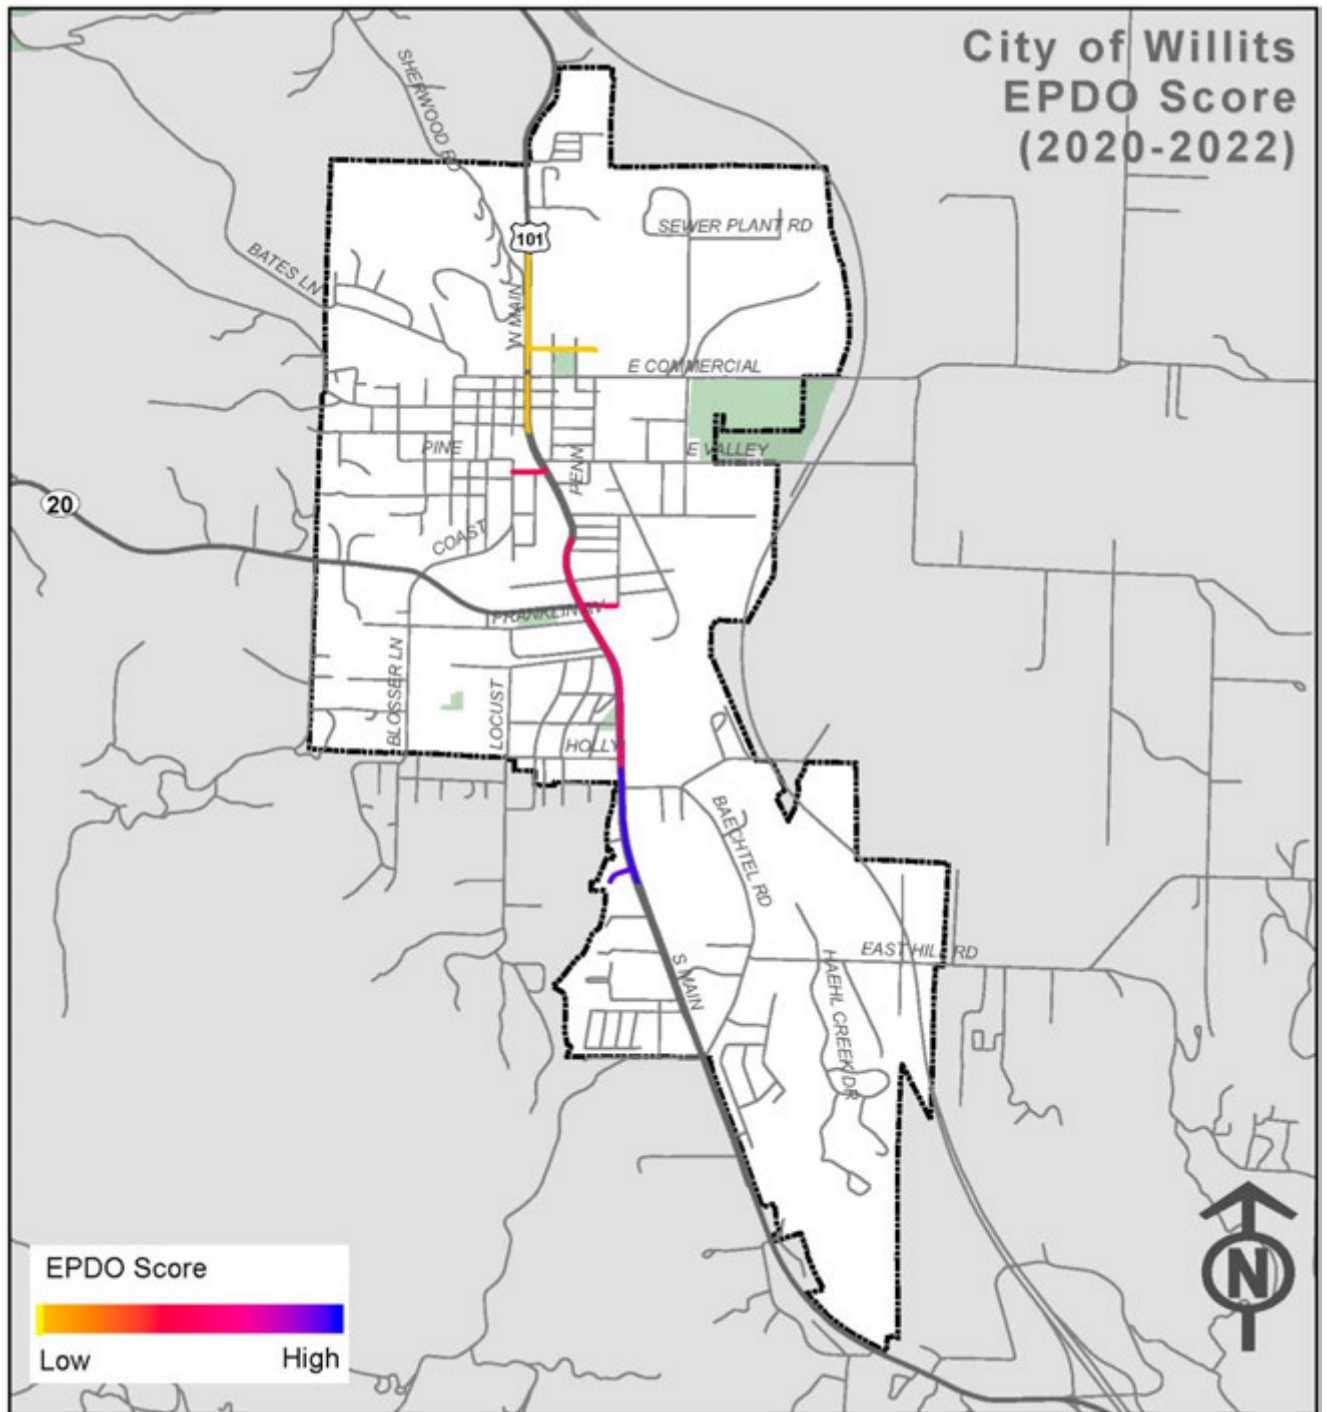 City of Willits
EPDO Score
(2020-2022)
SHERWOOD RD
SEWER PLANT RD
101
BATES LN
N MAIN
E COMMERCIAL
PINE
PENN
E VALLEY
20
COAST
FRANKLIN AV
BLOSSER LN
LOCUST
HOLLY
BAECHTEL RD
EAST HILL RD
S MAIN
HAEHL CREEK DR
EPDO Score
Low High
N